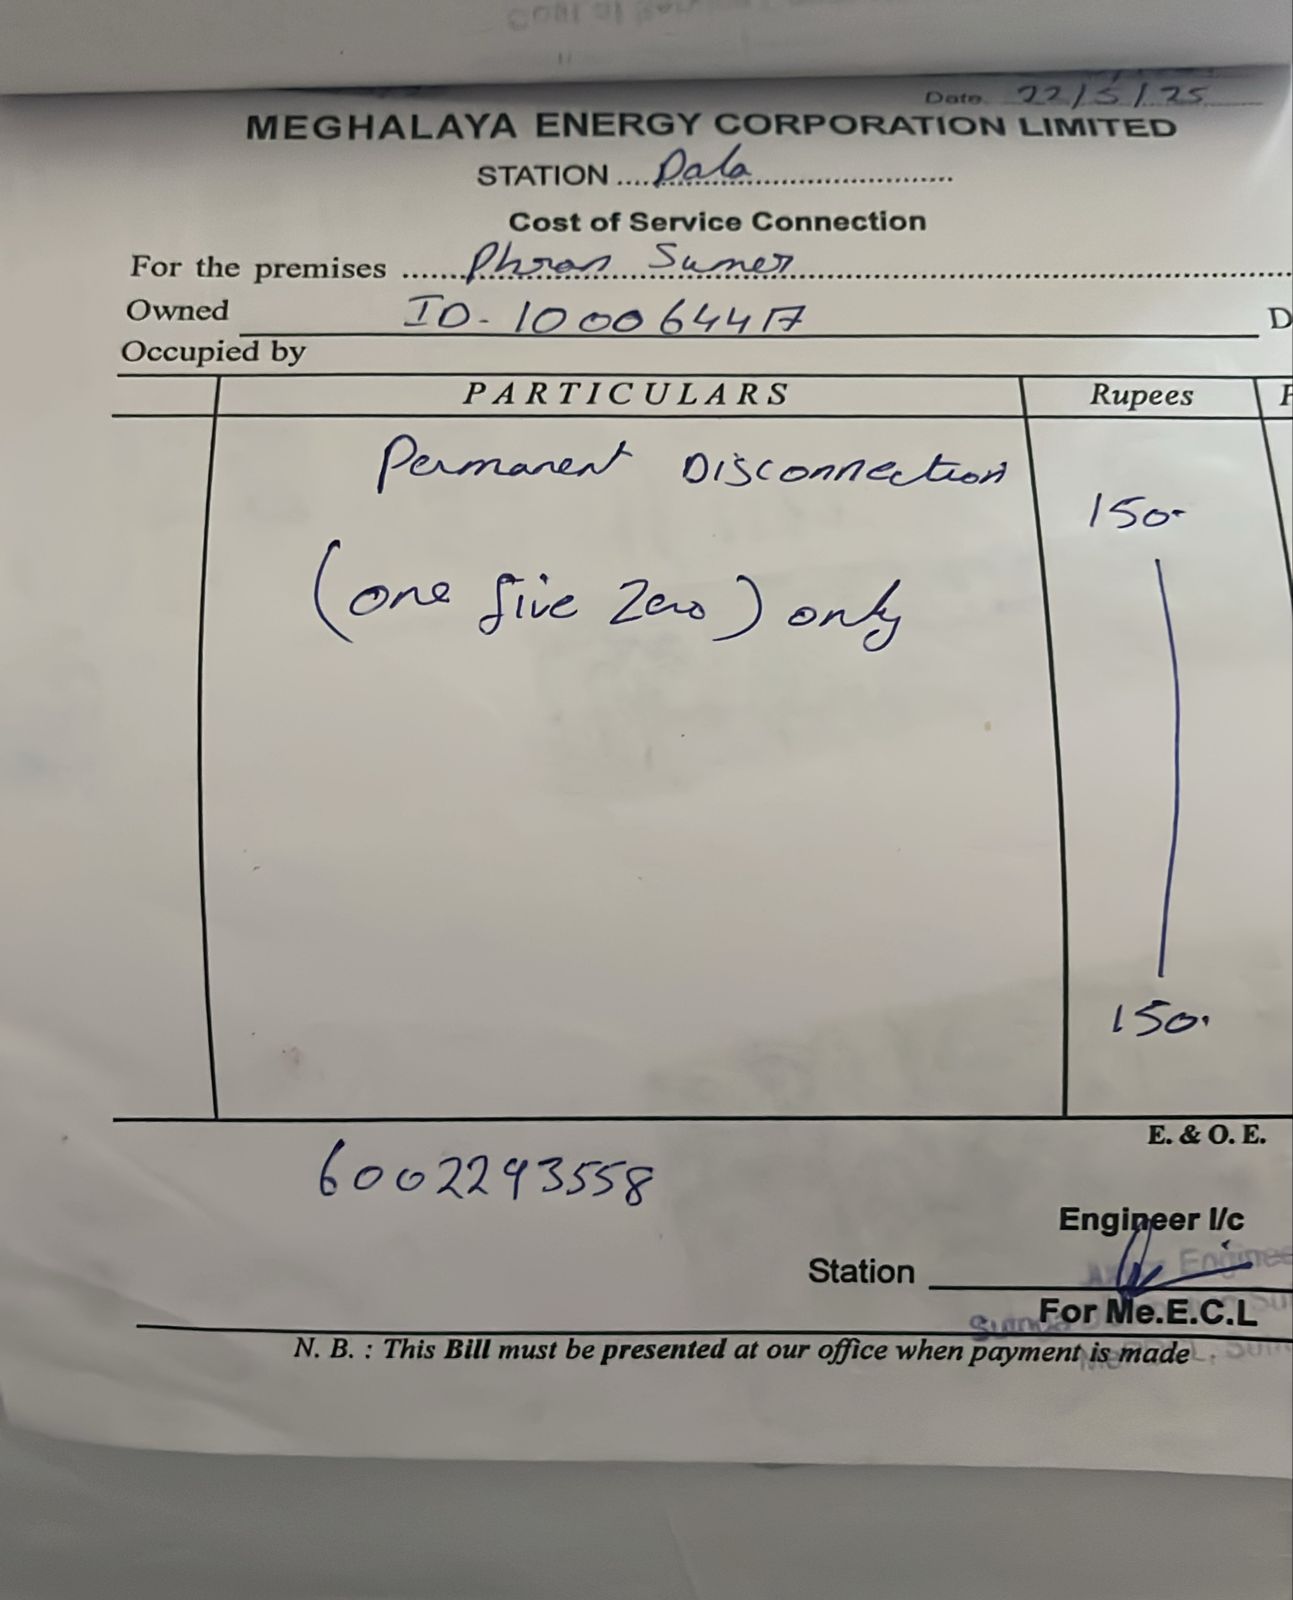 Date. 22/5/25
MEGHALAYA ENERGY CORPORATION LIMITED
STATION .... Dala ....................
Cost of Service Connection
For the premises ...... Phron Sumer ......................
Owned ID- 10006447
Occupied by
PARTICULARS Rupees
Permanent Disconnection
150-
(one five Zero) only
150.
E. & O. E.
6002293558
Engineer I/c
Station
For Me.E.C.L
N. B. : This Bill must be presented at our office when payment is made